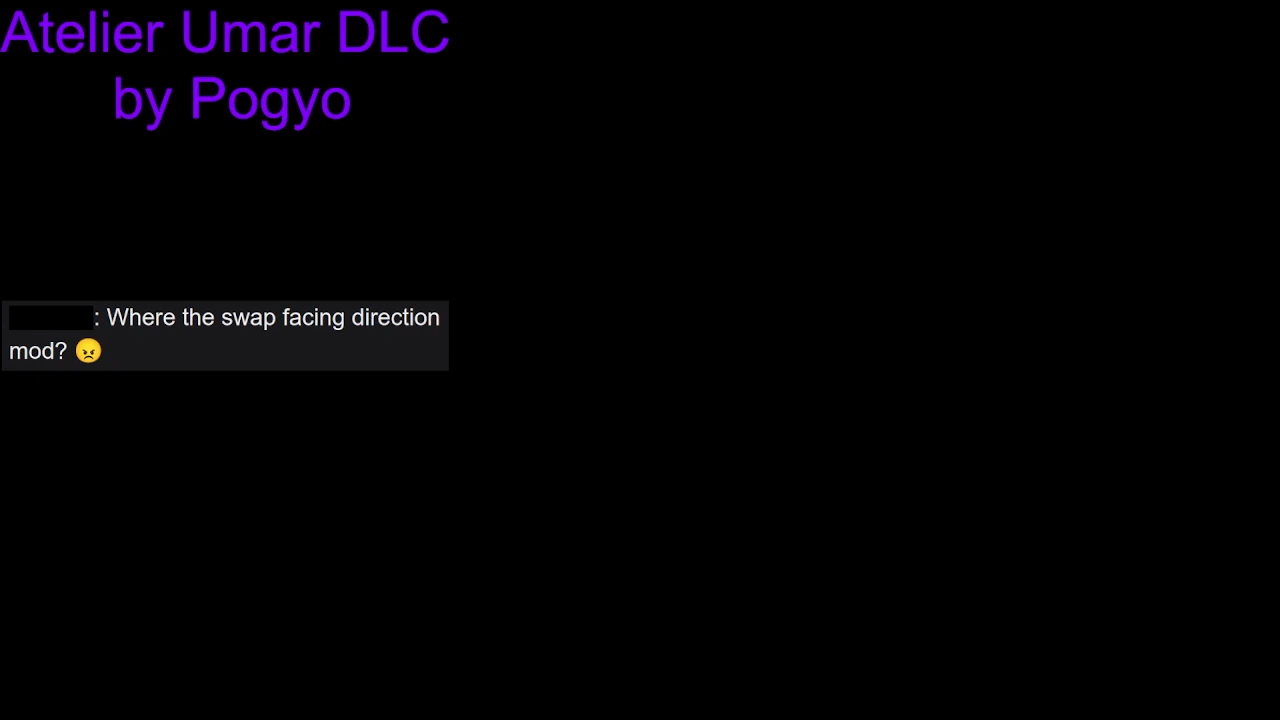 Atelier Umar DLC
by Pogyo
: Where the swap facing direction
mod? 😠